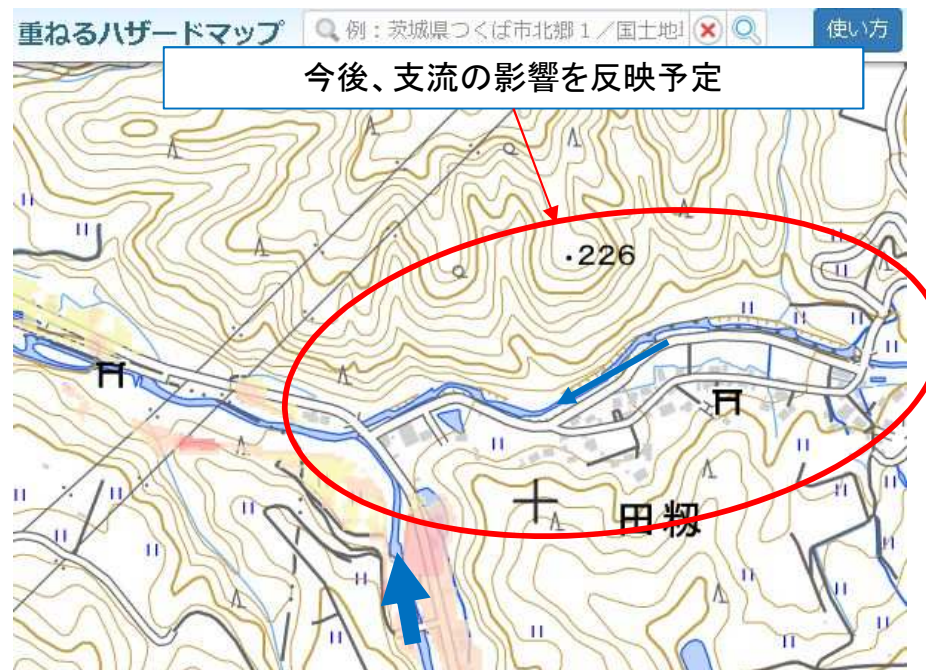 重ねるハザードマップ
例：茨城県つくば市北郷1／国土地
使い方
今後、支流の影響を反映予定
・226
田籾